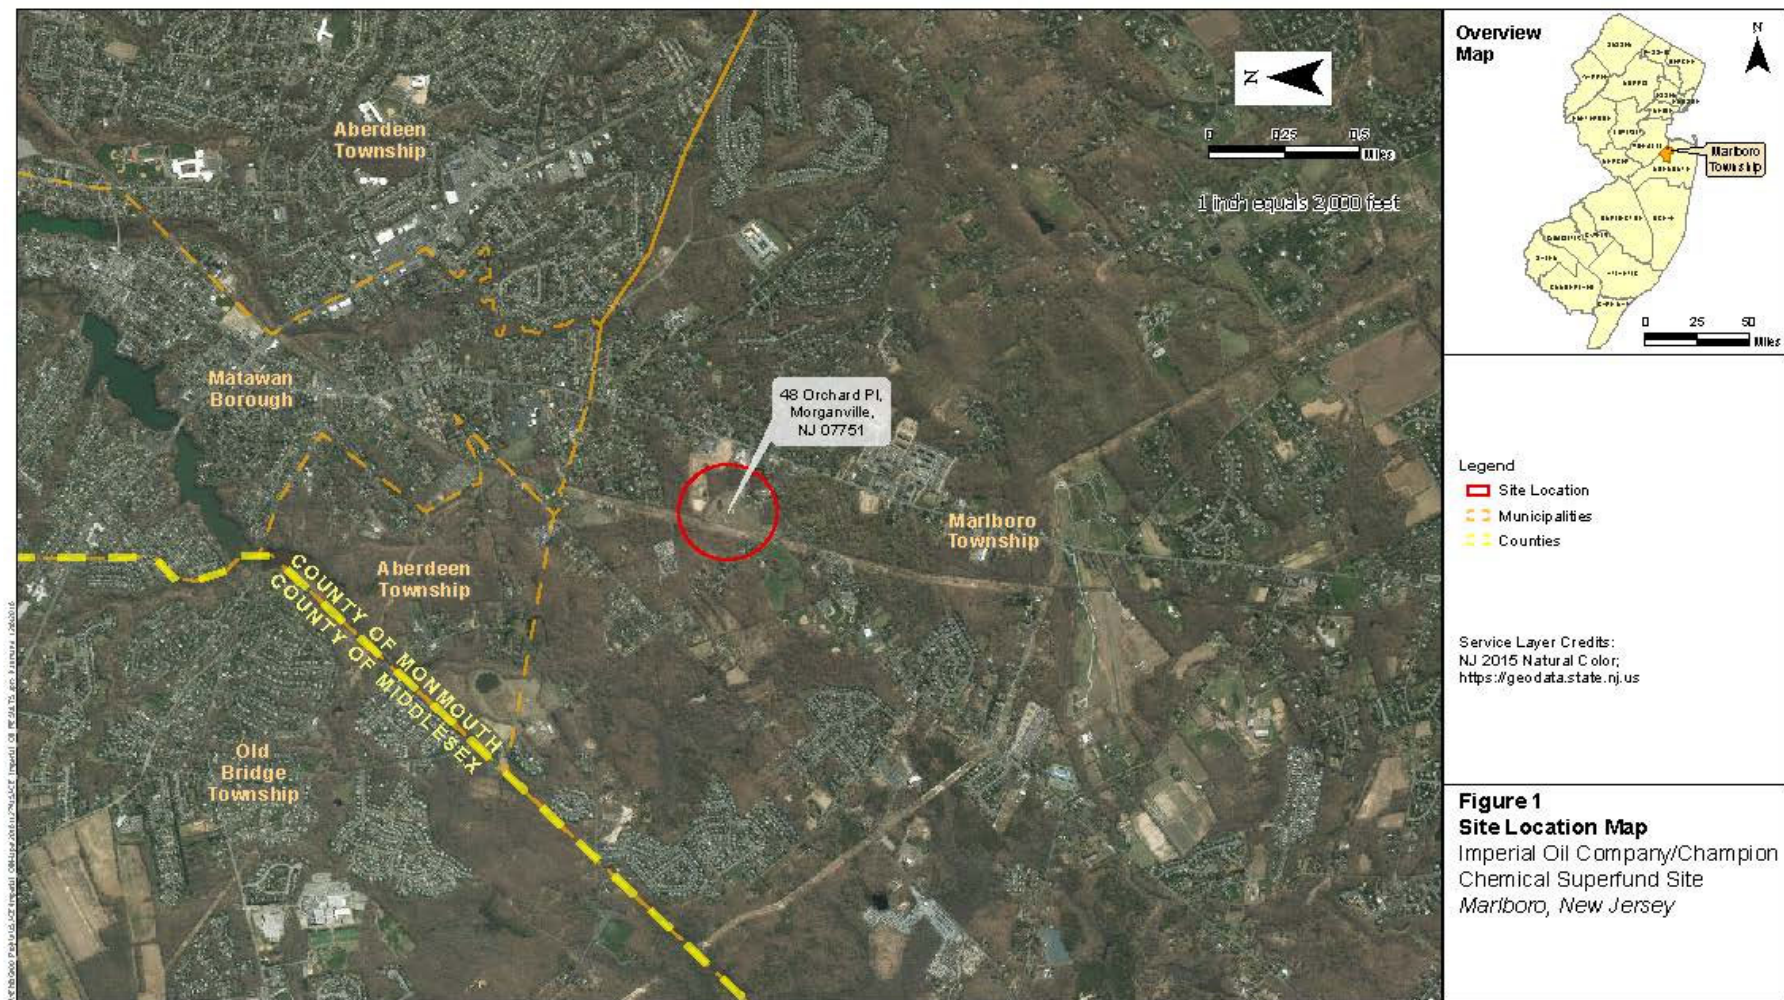 Aberdeen
Township
Matawan
Borough
Aberdeen
Township
COUNTY OF MONMOUTH
COUNTY OF MIDDLESEX
Old
Bridge
Township
48 Orchard Pl,
Morganville,
NJ 07751
Marlboro
Township
N
0 0.25 0.5
Miles
1 inch equals 2,000 feet
Overview
Map
N
Marlboro
Township
0 25 50
Miles
Legend
Site Location
Municipalities
Counties
Service Layer Credits:
NJ 2015 Natural Color;
https://geodata.state.nj.us
Figure 1
Site Location Map
Imperial Oil Company/Champion
Chemical Superfund Site
Marlboro, New Jersey